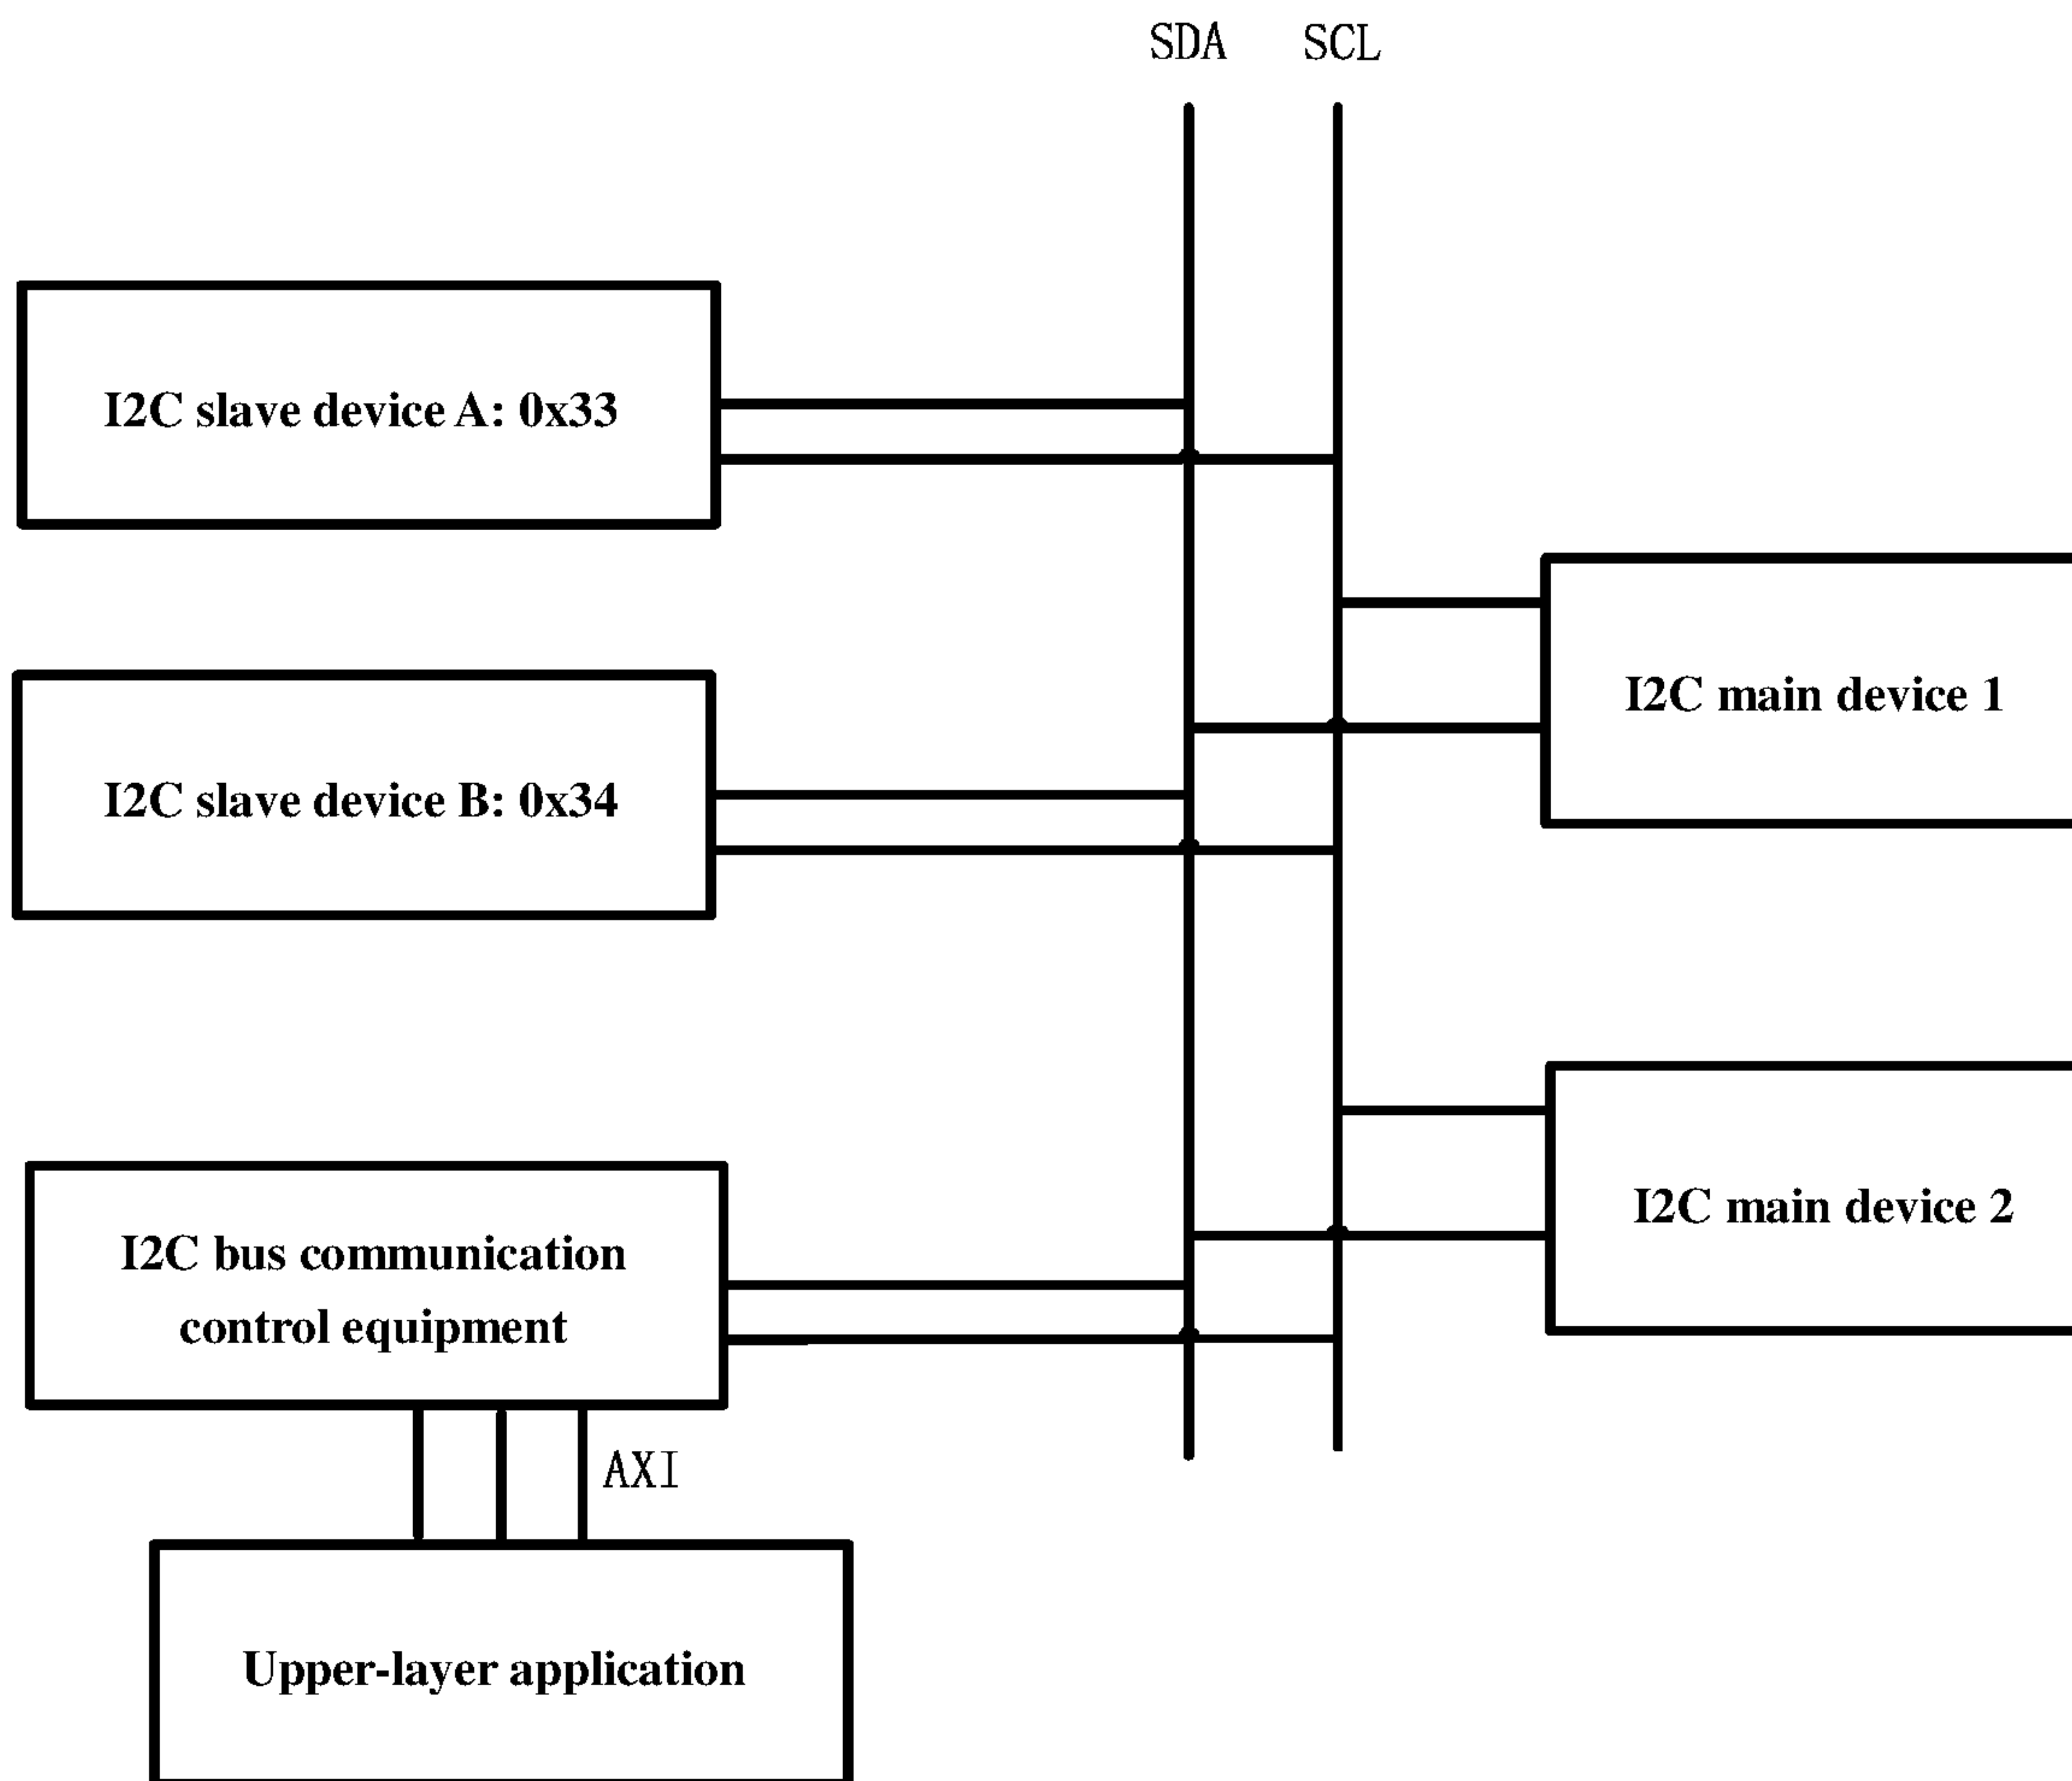 SDA SCL
I2C slave device A: 0x33
I2C main device 1
I2C slave device B: 0x34
I2C main device 2
I2C bus communication
control equipment
AXI
Upper-layer application